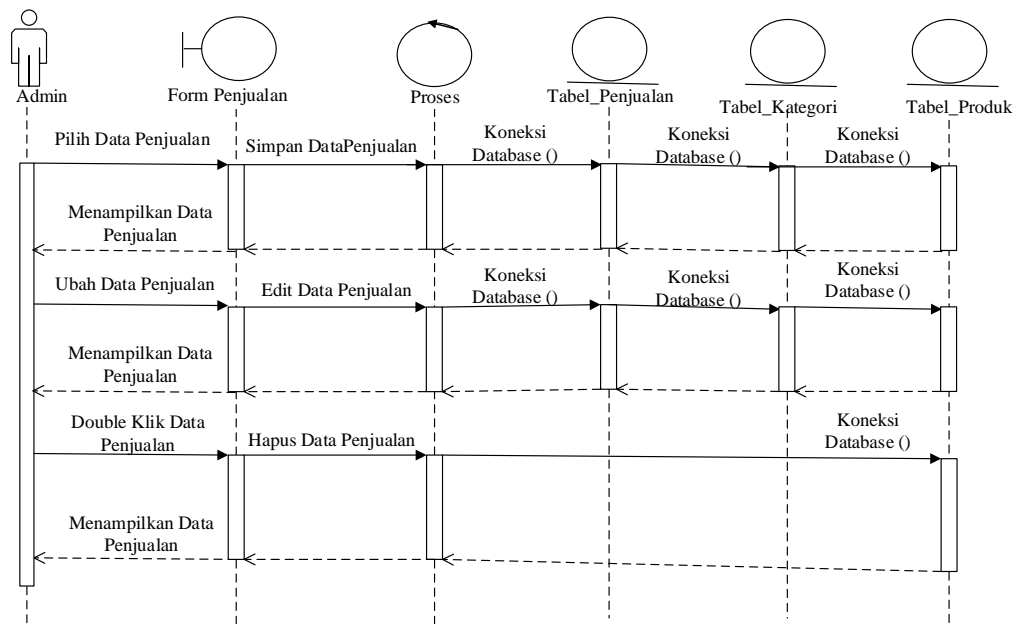 Admin
Form Penjualan
Proses
Tabel_Penjualan
Tabel_Kategori
Tabel_Produk
Pilih Data Penjualan
Simpan DataPenjualan
Koneksi
Database ()
Koneksi
Database ()
Koneksi
Database ()
Menampilkan Data
Penjualan
Ubah Data Penjualan
Edit Data Penjualan
Koneksi
Database ()
Koneksi
Database ()
Koneksi
Database ()
Menampilkan Data
Penjualan
Double Klik Data
Penjualan
Hapus Data Penjualan
Koneksi
Database ()
Menampilkan Data
Penjualan